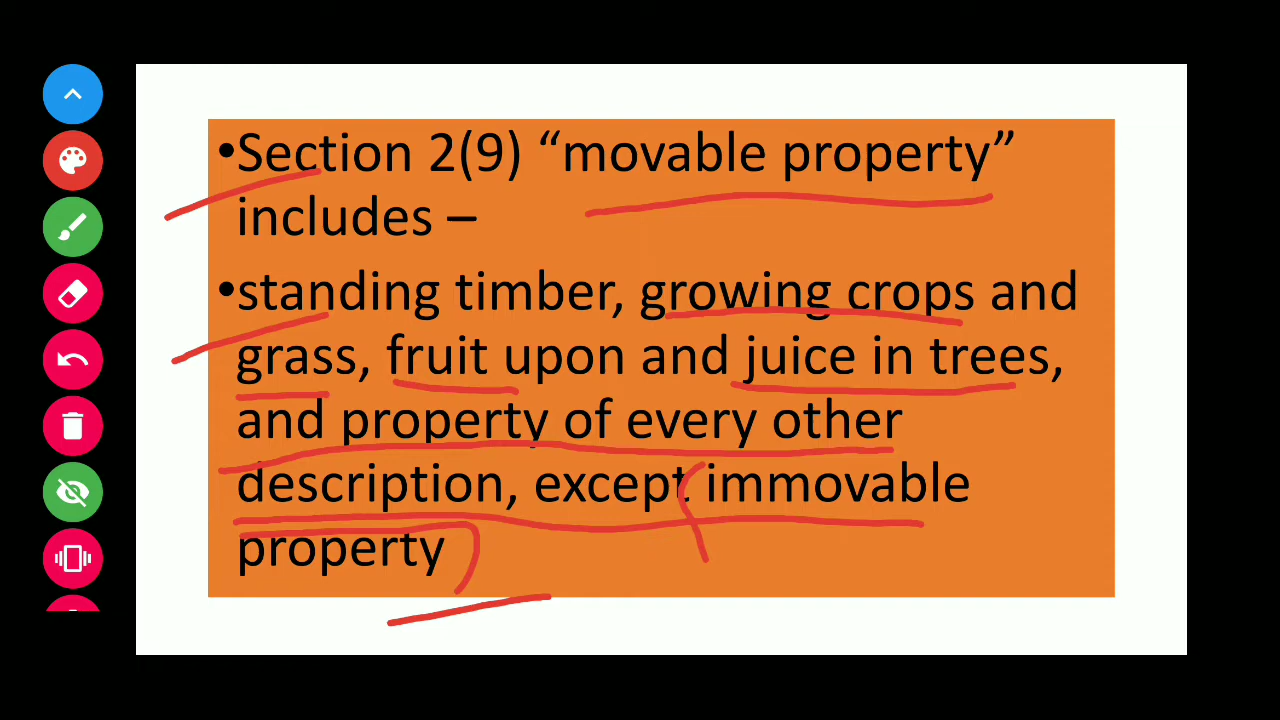 •Section 2(9) “movable property”
includes –
•standing timber, growing crops and
grass, fruit upon and juice in trees,
and property of every other
description, except immovable
property